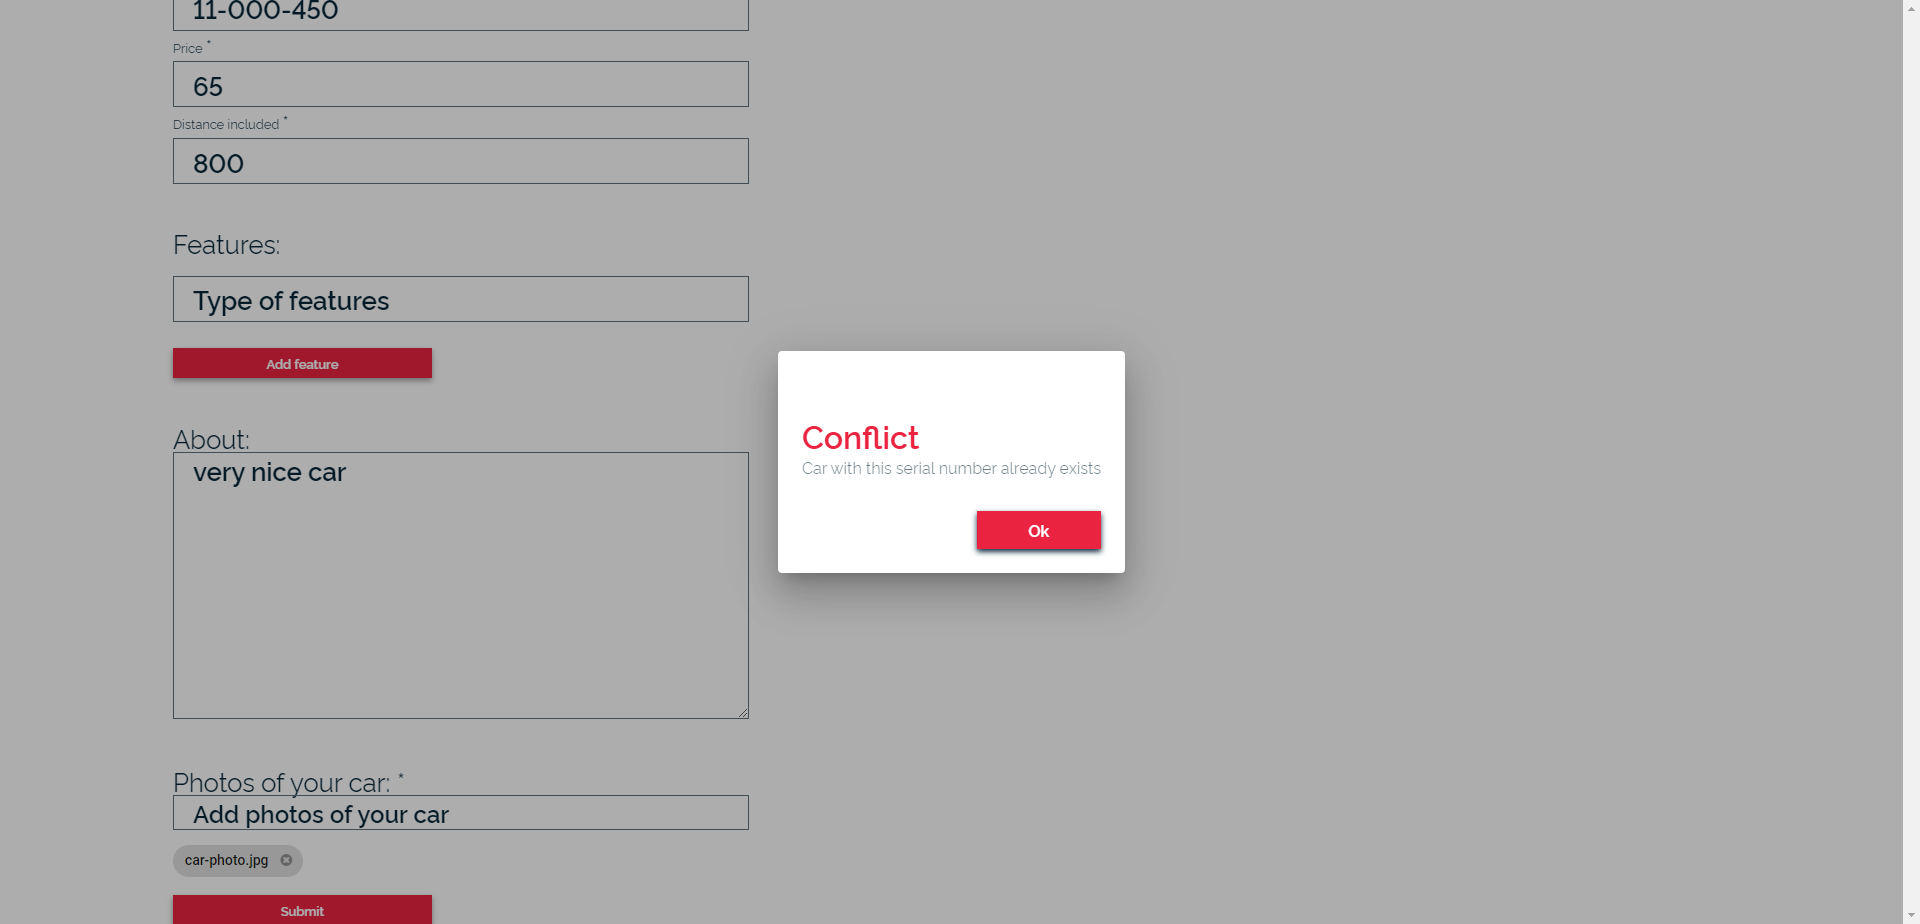 11-000-450
Price *
65
Distance included *
800
Features:
Type of features
Add feature
About:
very nice car
Conflict
Car with this serial number already exists
Ok
Photos of your car: *
Add photos of your car
car-photo.jpg
Submit